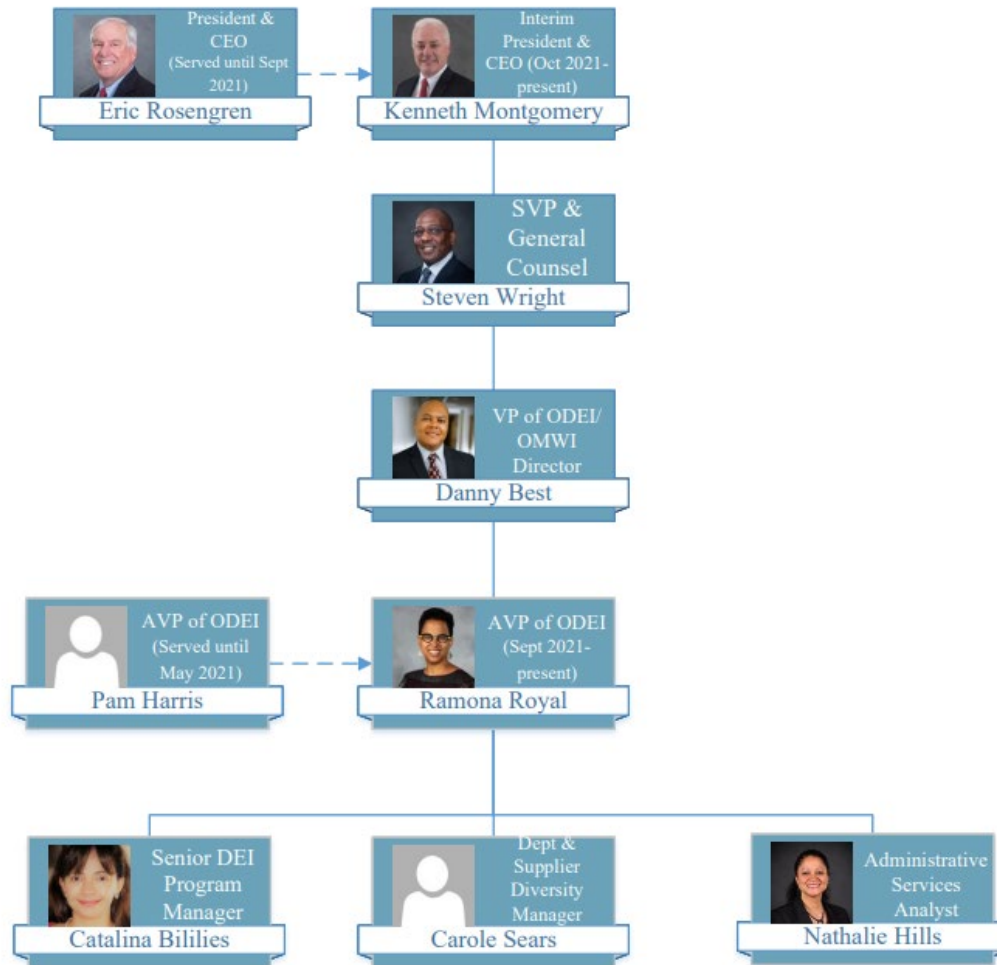 President &
CEO
(Served until Sept
2021)
Eric Rosengren
Interim
President &
CEO (Oct 2021-
present)
Kenneth Montgomery
SVP &
General
Counsel
Steven Wright
VP of ODEI/
OMWI
Director
Danny Best
AVP of ODEI
(Served until
May 2021)
Pam Harris
AVP of ODEI
(Sept 2021-
present)
Ramona Royal
Senior DEI
Program
Manager
Catalina Bililies
Dept &
Supplier
Diversity
Manager
Carole Sears
Administrative
Services
Analyst
Nathalie Hills